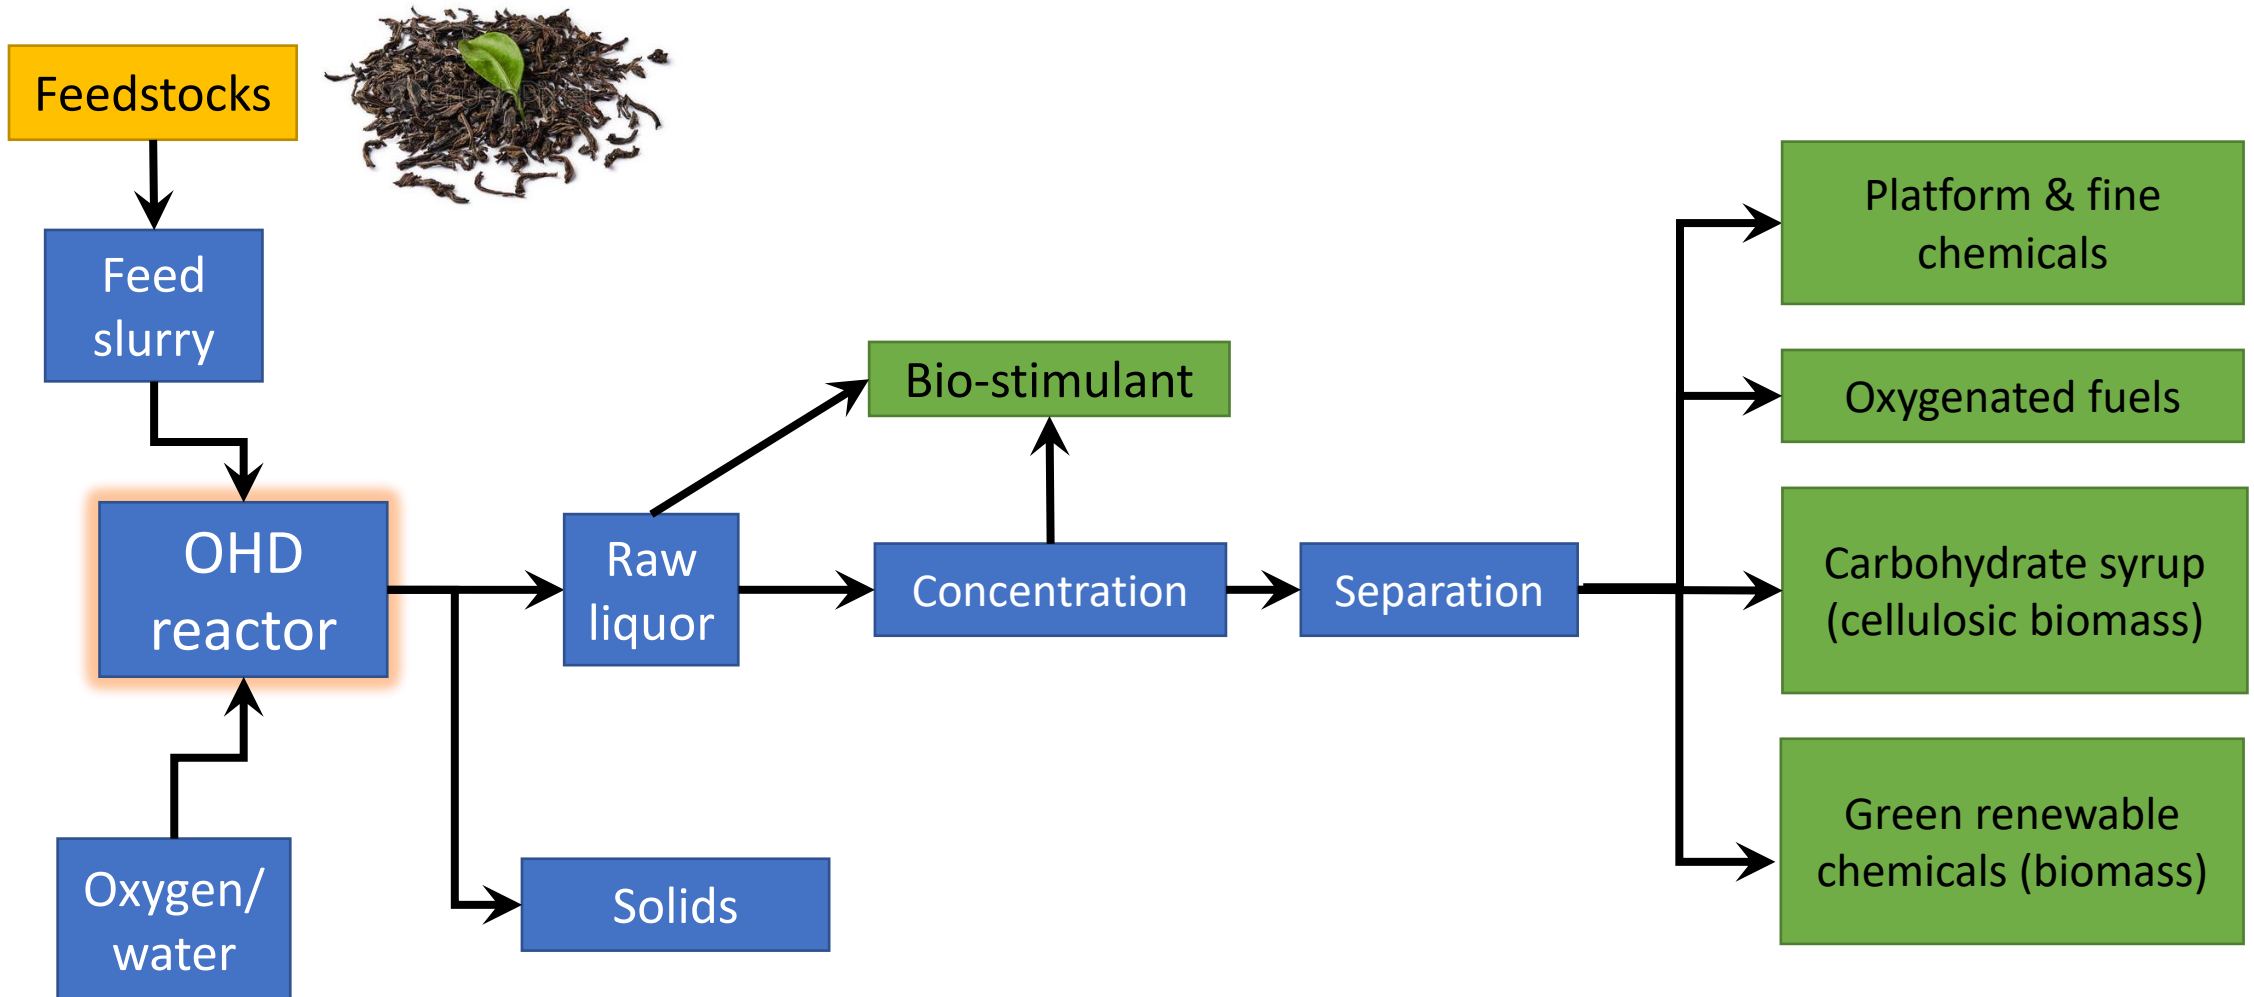 Feedstocks
Feed
slurry
OHD
reactor
Oxygen/
water
Raw
liquor
Solids
Bio-stimulant
Concentration
Separation
Platform & fine
chemicals
Oxygenated fuels
Carbohydrate syrup
(cellulosic biomass)
Green renewable
chemicals (biomass)